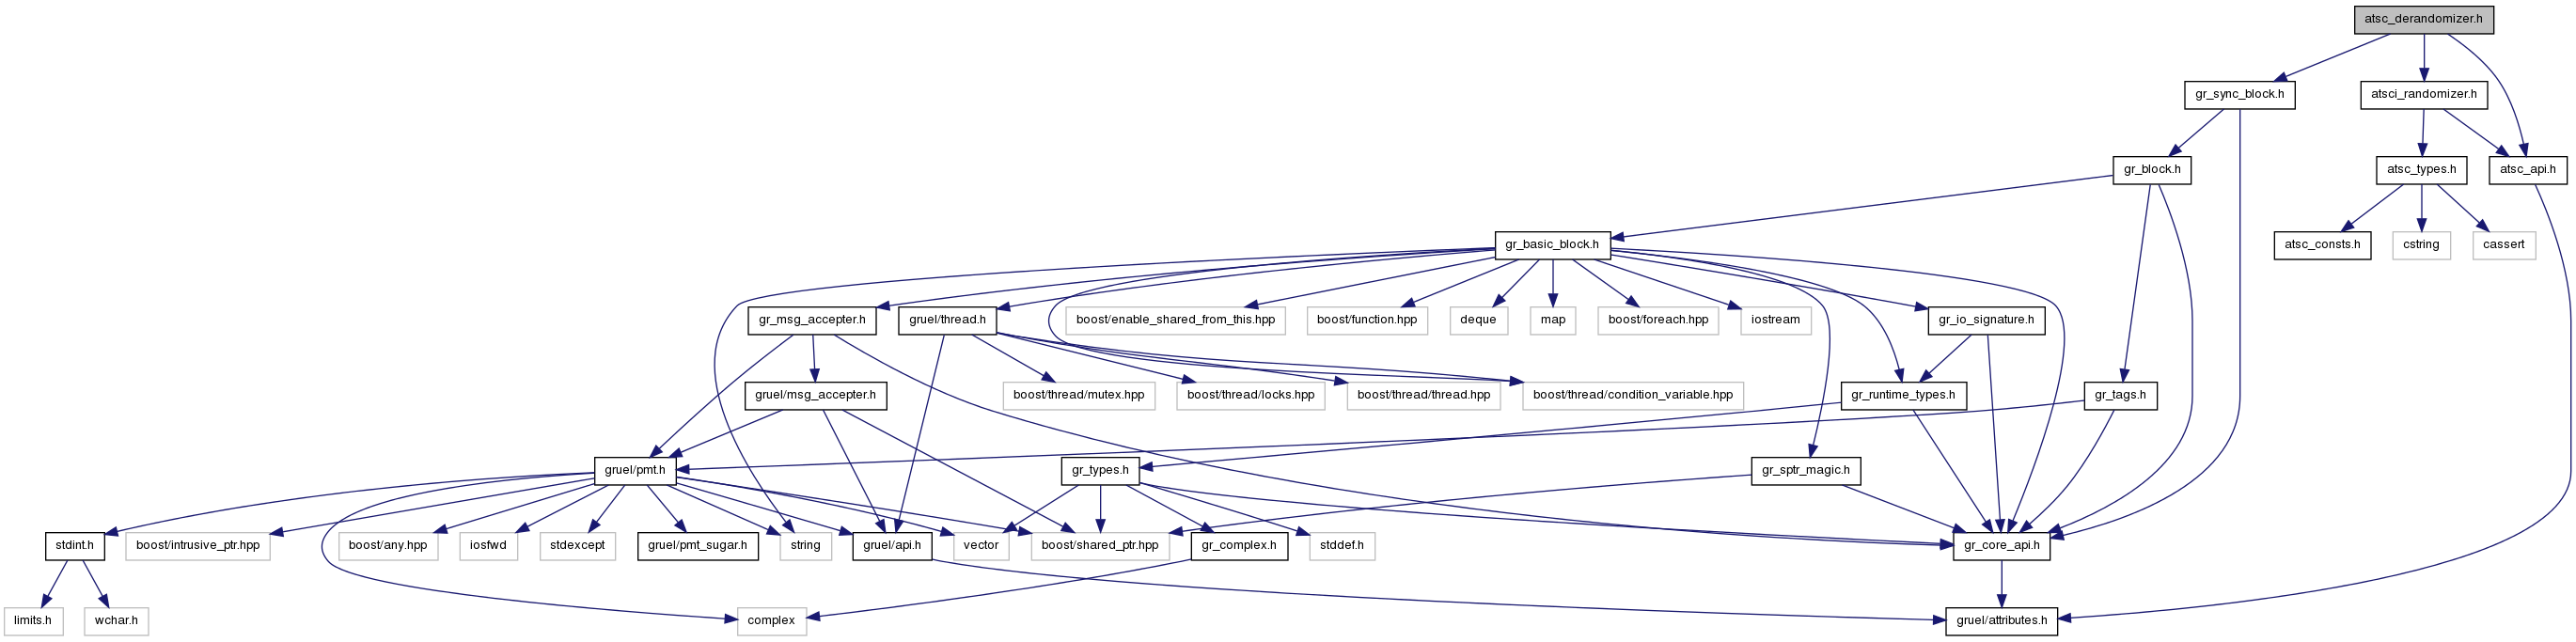 atsc_derandomizer.h
gr_sync_block.h
atsci_randomizer.h
gr_block.h
atsc_types.h
atsc_api.h
gr_basic_block.h
atsc_consts.h
cstring
cassert
gr_msg_accepter.h
gruel/thread.h
boost/enable_shared_from_this.hpp
boost/function.hpp
deque
map
boost/foreach.hpp
iostream
gr_io_signature.h
gruel/msg_accepter.h
boost/thread/mutex.hpp
boost/thread/locks.hpp
boost/thread/thread.hpp
boost/thread/condition_variable.hpp
gr_runtime_types.h
gr_tags.h
gruel/pmt.h
gr_types.h
gr_sptr_magic.h
stdint.h
boost/intrusive_ptr.hpp
boost/any.hpp
iosfwd
stdexcept
gruel/pmt_sugar.h
string
gruel/api.h
vector
boost/shared_ptr.hpp
gr_complex.h
stddef.h
gr_core_api.h
limits.h
wchar.h
complex
gruel/attributes.h